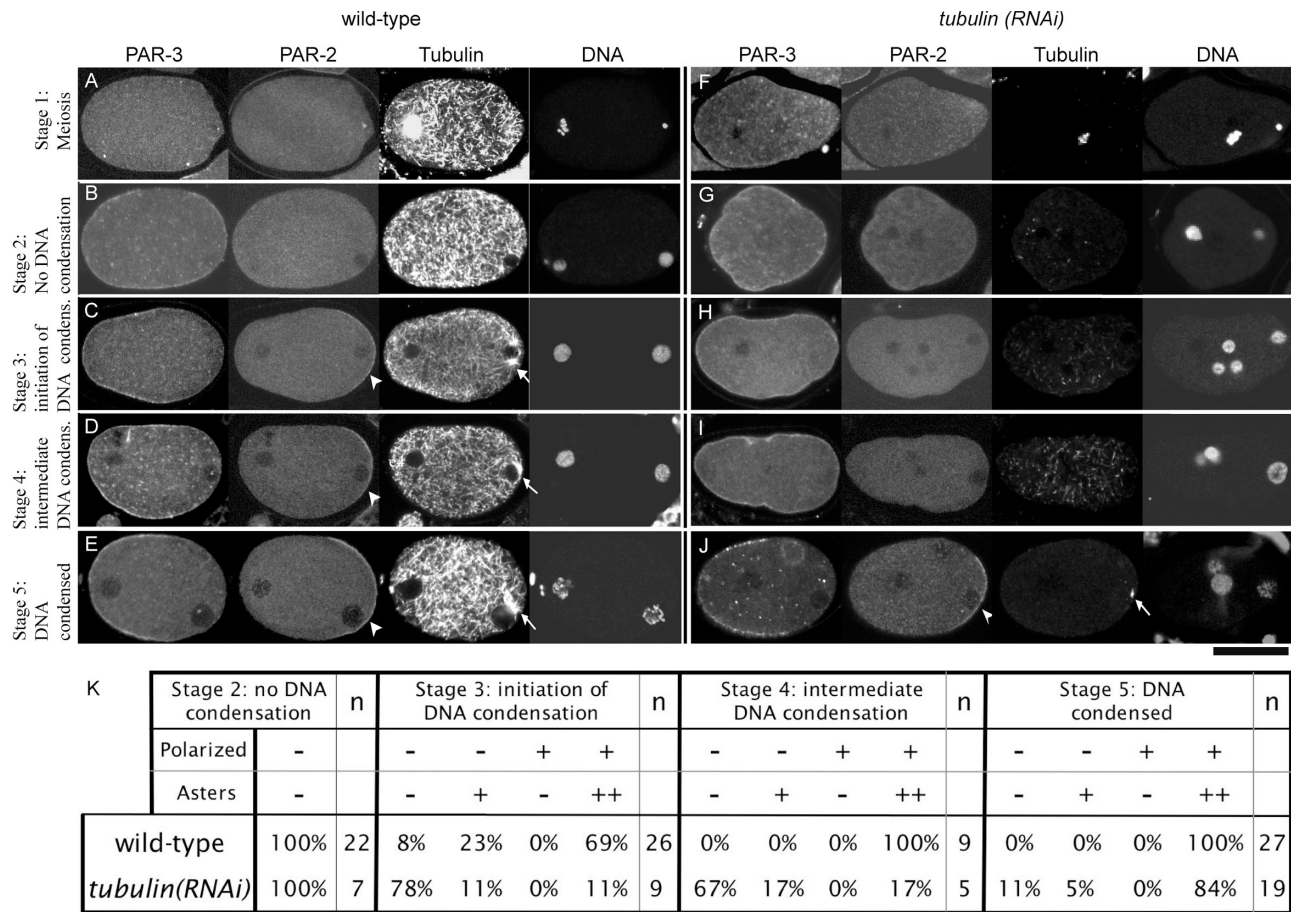 wild-type
tubulin (RNAi)
PAR-3 PAR-2 Tubulin DNA PAR-3 PAR-2 Tubulin DNA
Stage 1:
Meiosis
A
F
Stage 2:
No DNA
condensation
B
G
Stage 3:
initiation of
DNA condens.
C
H
Stage 4:
intermediate
DNA condens.
D
I
Stage 5:
DNA
condensed
E
J
K
Stage 2: no DNA condensation n Stage 3: initiation of DNA condensation n Stage 4: intermediate DNA condensation n Stage 5: DNA condensed n
Polarized - - - + + - - + + - - + +
Asters - - + - ++ - + - ++ - + - ++
wild-type 100% 22 8% 23% 0% 69% 26 0% 0% 0% 100% 9 0% 0% 0% 100% 27
tubulin(RNAi) 100% 7 78% 11% 0% 11% 9 67% 17% 0% 17% 5 11% 5% 0% 84% 19